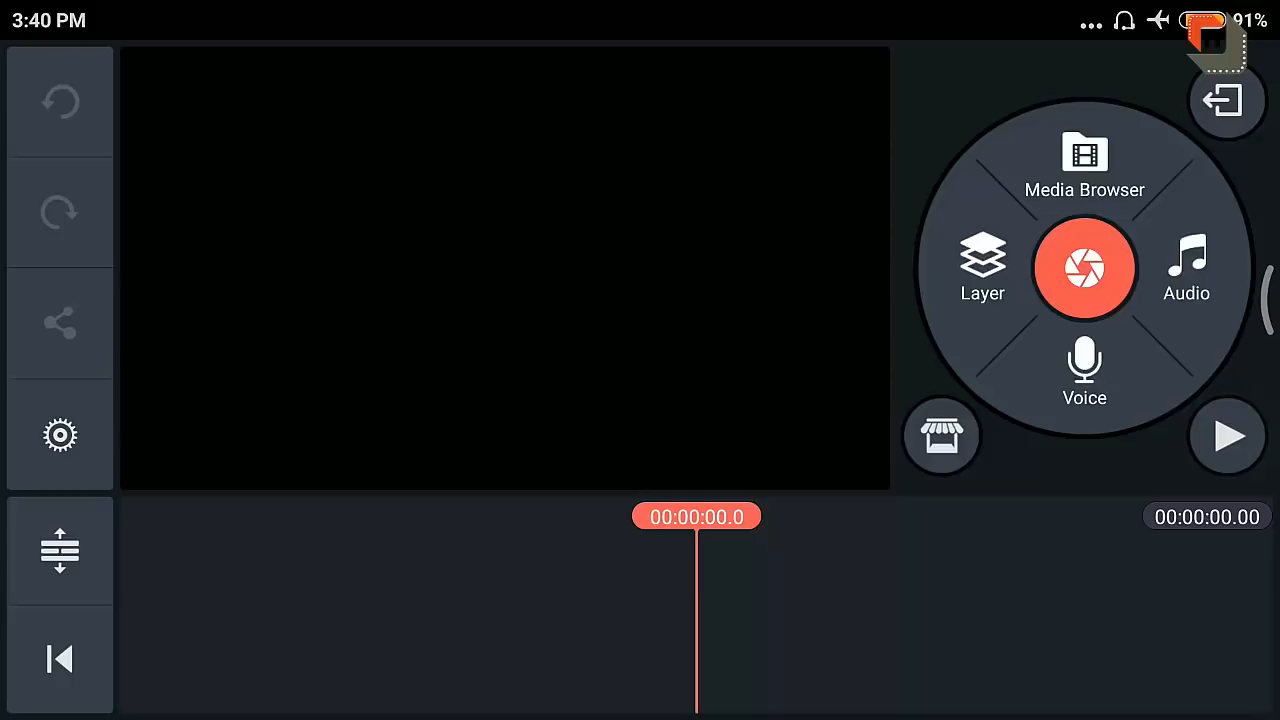 3:40 PM
91%
Media Browser
Layer
Audio
Voice
00:00:00.0
00:00:00.00